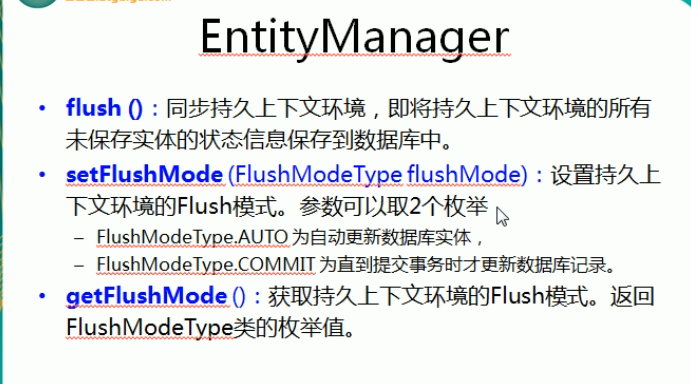 EntityManager
• flush ()：同步持久上下文环境，即将持久上下文环境的所有
未保存实体的状态信息保存到数据库中。
• setFlushMode (FlushModeType flushMode)：设置持久上
下文环境的Flush模式。参数可以取2个枚举
– FlushModeType.AUTO 为自动更新数据库实体，
– FlushModeType.COMMIT 为直到提交事务时才更新数据库记录。
• getFlushMode ()：获取持久上下文环境的Flush模式。返回
FlushModeType类的枚举值。